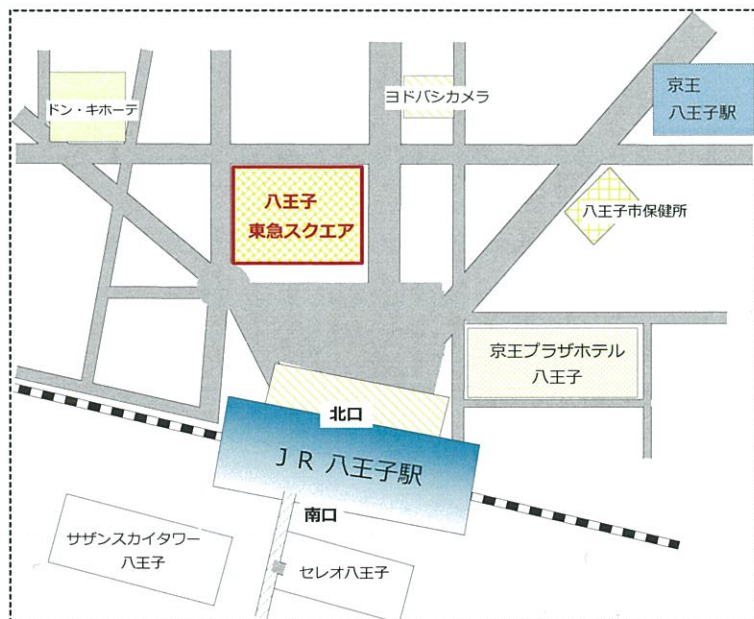 ドン・キホーテ
ヨドバシカメラ
京王
八王子駅
八王子
東急スクエア
八王子市保健所
京王プラザホテル
八王子
北口
JR 八王子駅
南口
サザンスカイタワー
八王子
セレオ八王子